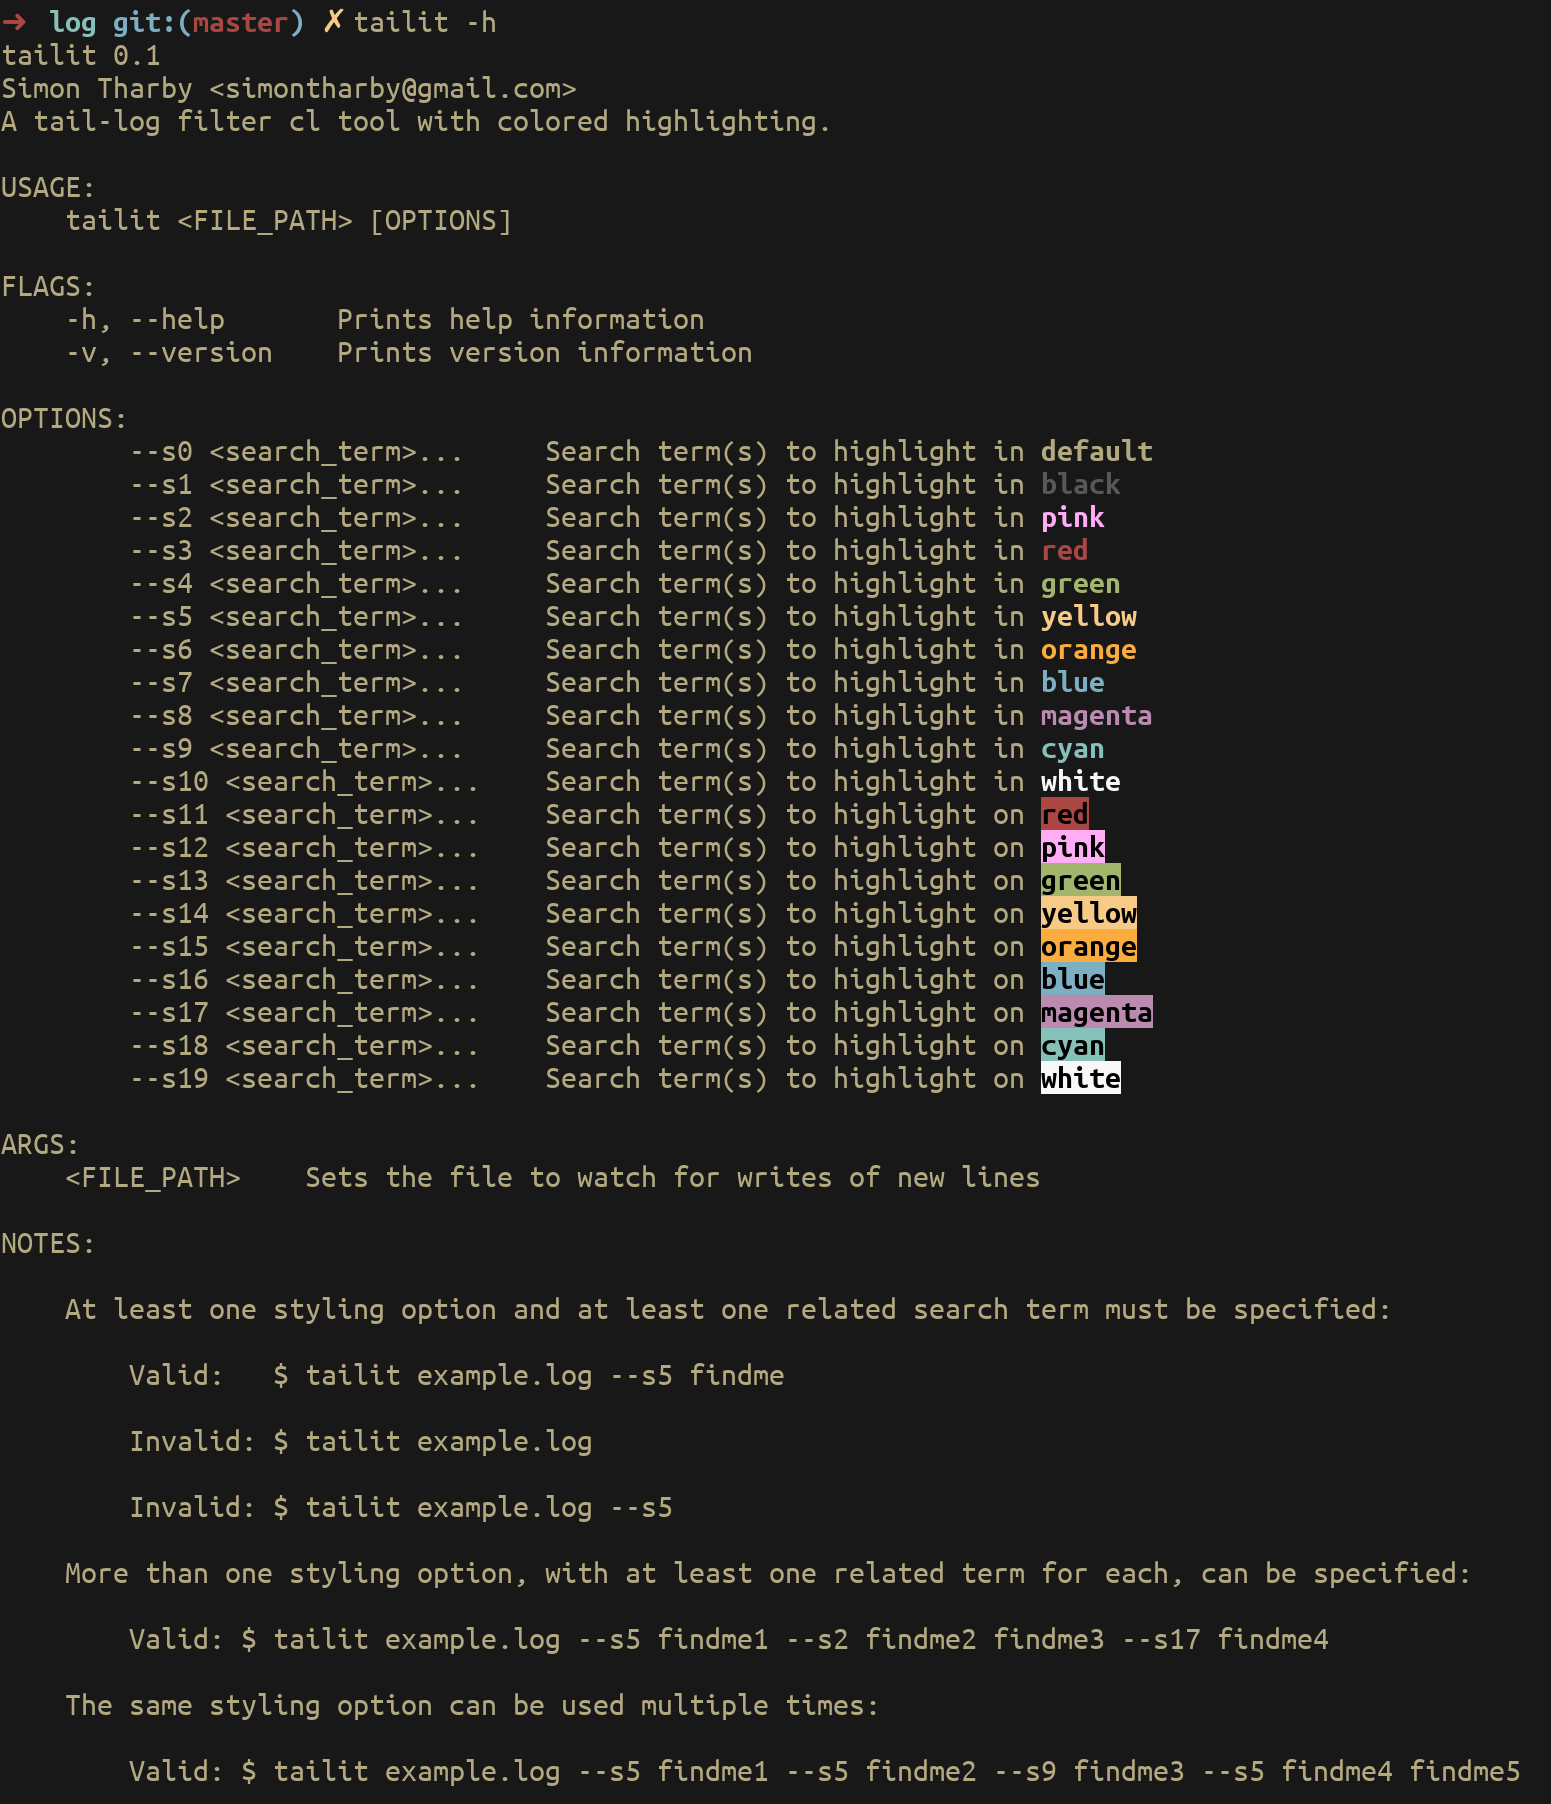 ➜  log git:(master) ✗ tailit -h
tailit 0.1
Simon Tharby <simontharby@gmail.com>
A tail-log filter cl tool with colored highlighting.

USAGE:
    tailit <FILE_PATH> [OPTIONS]

FLAGS:
    -h, --help       Prints help information
    -v, --version    Prints version information

OPTIONS:
        --s0 <search_term>...     Search term(s) to highlight in default
        --s1 <search_term>...     Search term(s) to highlight in black
        --s2 <search_term>...     Search term(s) to highlight in pink
        --s3 <search_term>...     Search term(s) to highlight in red
        --s4 <search_term>...     Search term(s) to highlight in green
        --s5 <search_term>...     Search term(s) to highlight in yellow
        --s6 <search_term>...     Search term(s) to highlight in orange
        --s7 <search_term>...     Search term(s) to highlight in blue
        --s8 <search_term>...     Search term(s) to highlight in magenta
        --s9 <search_term>...     Search term(s) to highlight in cyan
        --s10 <search_term>...    Search term(s) to highlight in white
        --s11 <search_term>...    Search term(s) to highlight on red
        --s12 <search_term>...    Search term(s) to highlight on pink
        --s13 <search_term>...    Search term(s) to highlight on green
        --s14 <search_term>...    Search term(s) to highlight on yellow
        --s15 <search_term>...    Search term(s) to highlight on orange
        --s16 <search_term>...    Search term(s) to highlight on blue
        --s17 <search_term>...    Search term(s) to highlight on magenta
        --s18 <search_term>...    Search term(s) to highlight on cyan
        --s19 <search_term>...    Search term(s) to highlight on white

ARGS:
    <FILE_PATH>    Sets the file to watch for writes of new lines

NOTES:

    At least one styling option and at least one related search term must be specified:

        Valid:   $ tailit example.log --s5 findme

        Invalid: $ tailit example.log

        Invalid: $ tailit example.log --s5

    More than one styling option, with at least one related term for each, can be specified:

        Valid: $ tailit example.log --s5 findme1 --s2 findme2 findme3 --s17 findme4

    The same styling option can be used multiple times:

        Valid: $ tailit example.log --s5 findme1 --s5 findme2 --s9 findme3 --s5 findme4 findme5